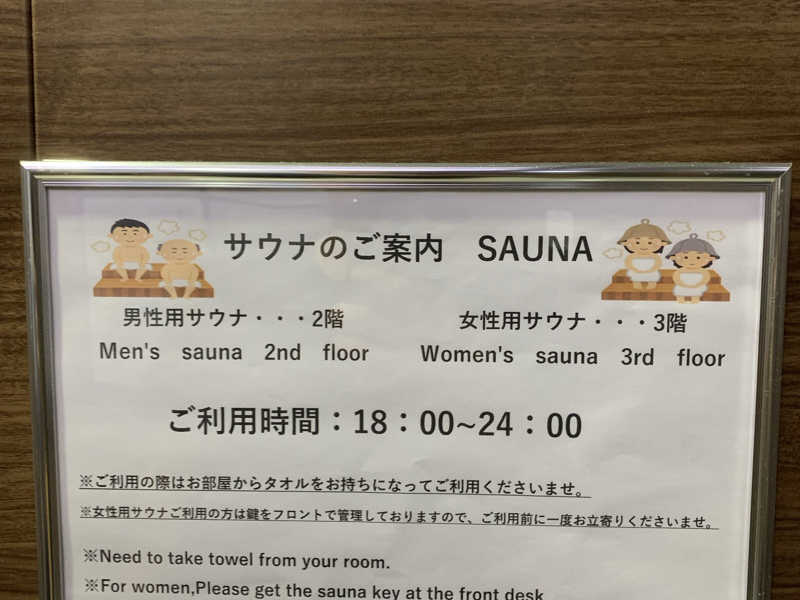 サウナのご案内　SAUNA
男性用サウナ・・・2階　女性用サウナ・・・3階
Men's sauna 2nd floor　Women's sauna 3rd floor
ご利用時間：18：00~24：00
※ご利用の際はお部屋からタオルをお持ちになってご利用くださいませ。
※女性用サウナご利用の方は鍵をフロントで管理しておりますので、ご利用前に一度お立寄りくださいませ。
※Need to take towel from your room.
※For women,Please get the sauna key at the front desk